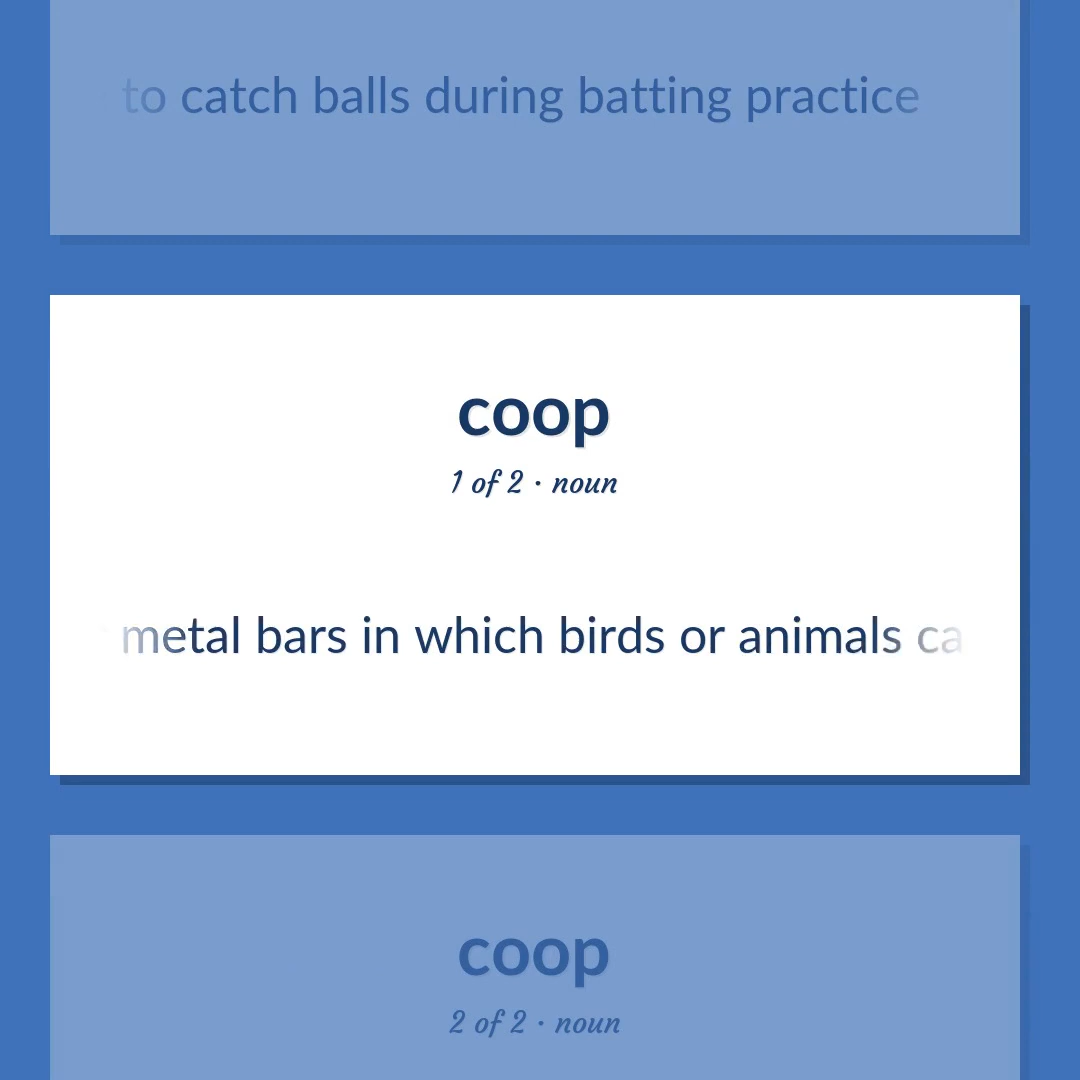 to catch balls during batting practice
coop
1 of 2 · noun
metal bars in which birds or animals ca
coop
2 of 2 · noun